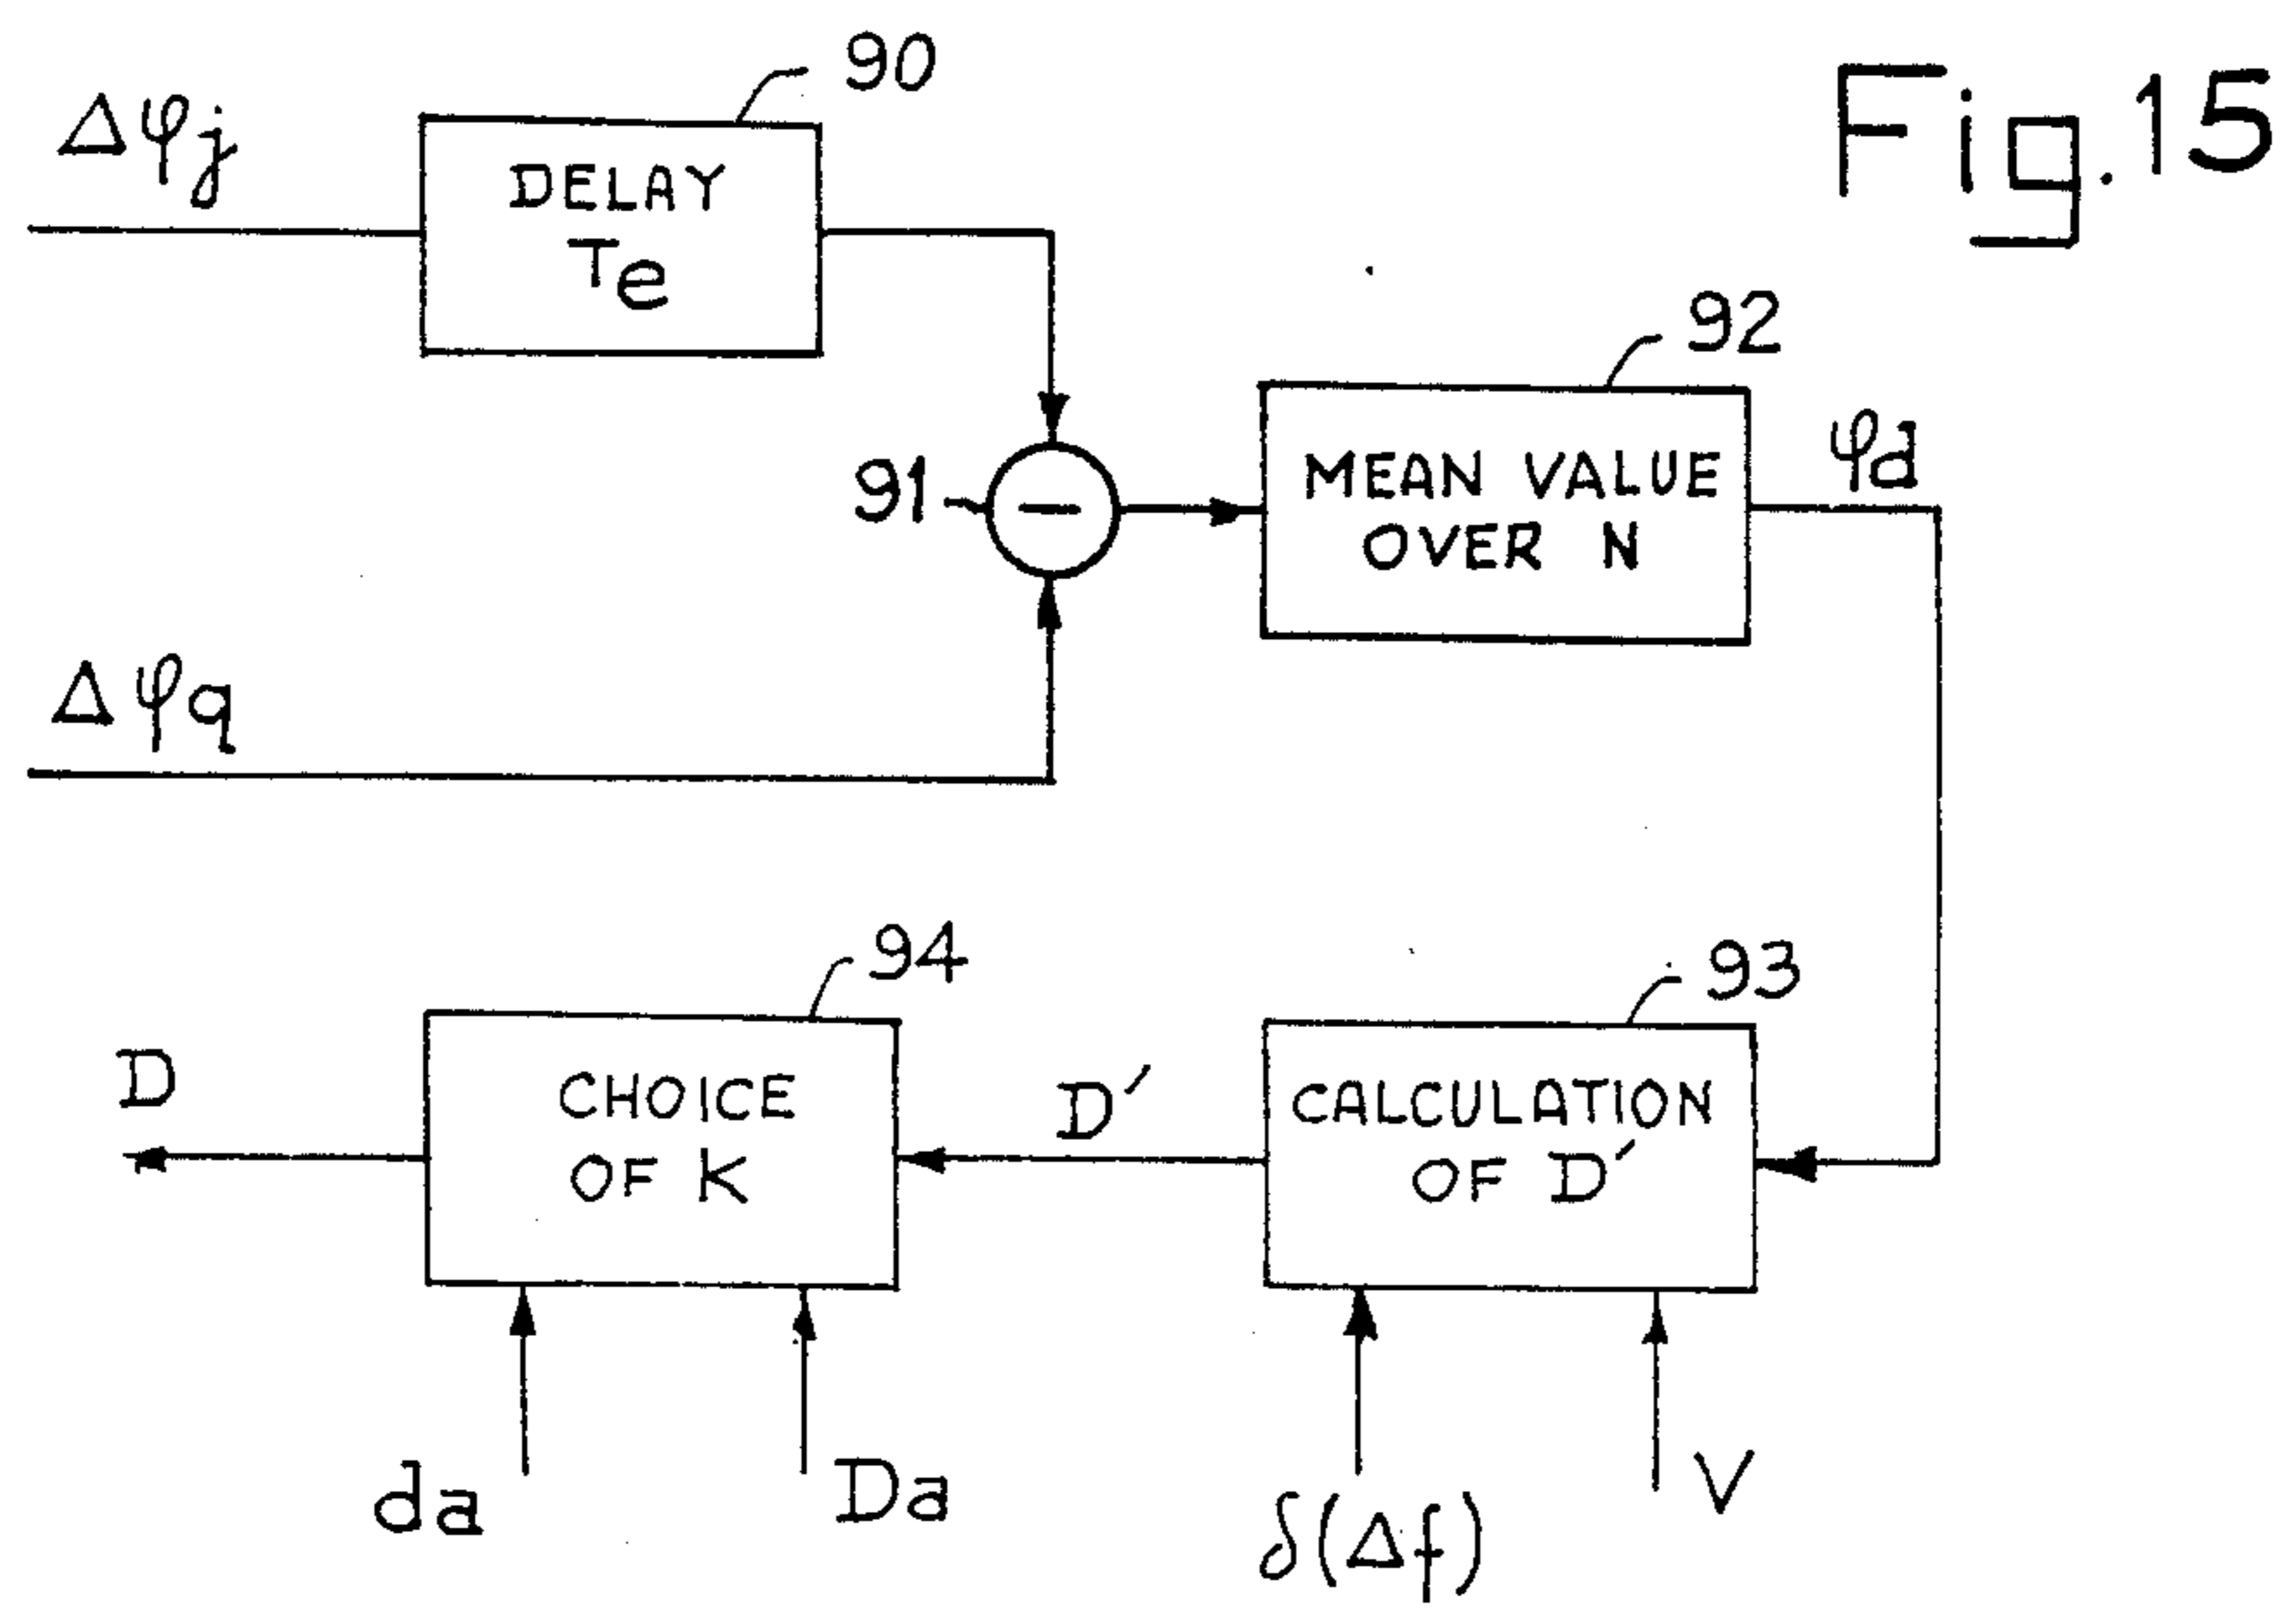 Fig.15
90
Δφj
DELAY
Te
92
91
−
MEAN VALUE
OVER N
φd
Δφq
94
93
D
CHOICE
OF K
D′
CALCULATION
OF D′
da
Da
δ(Δf)
V